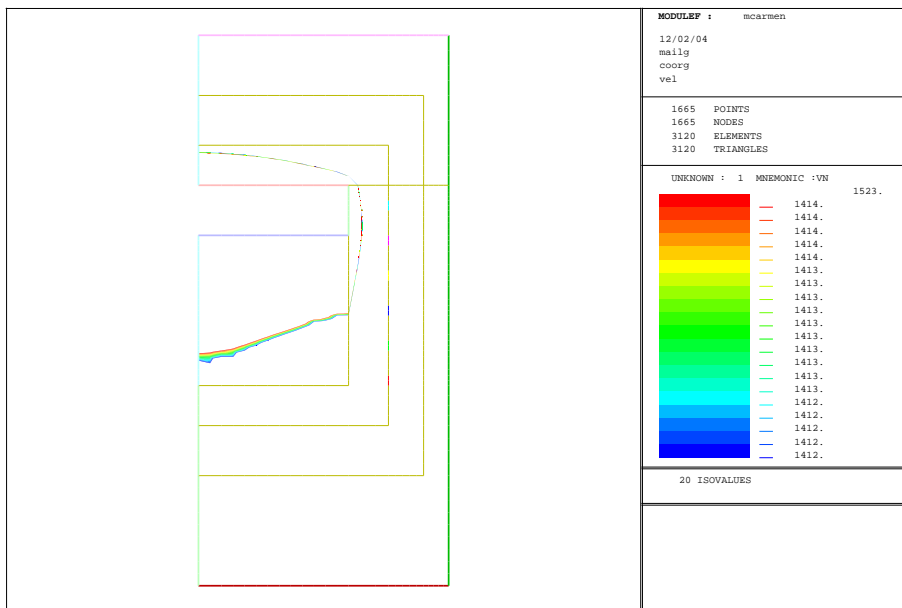 MODULEF : mcarmen
12/02/04
mailg
coorg
vel
1665 POINTS
1665 NODES
3120 ELEMENTS
3120 TRIANGLES
UNKNOWN : 1 MNEMONIC :VN
1523.
1414.
1414.
1414.
1414.
1414.
1413.
1413.
1413.
1413.
1413.
1413.
1413.
1413.
1413.
1413.
1412.
1412.
1412.
1412.
1412.
20 ISOVALUES